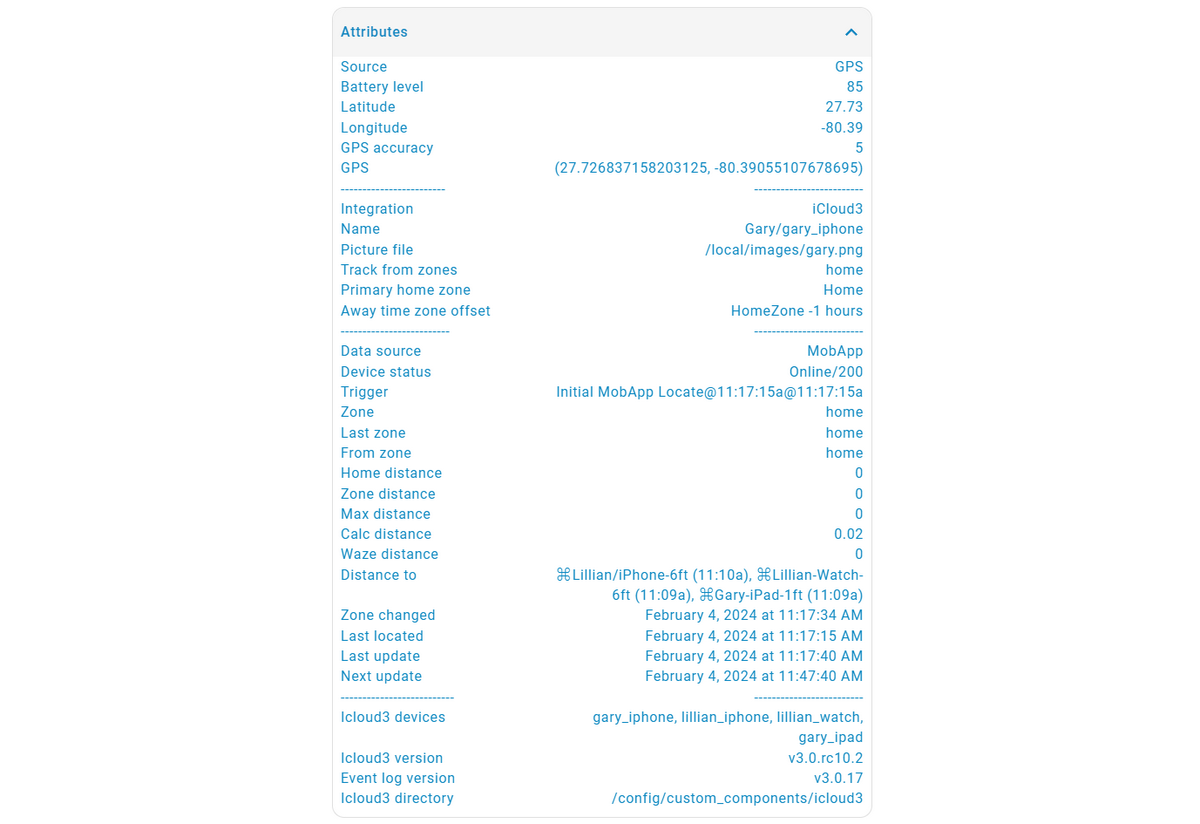 Attributes
Source GPS
Battery level 85
Latitude 27.73
Longitude -80.39
GPS accuracy 5
GPS (27.726837158203125, -80.39055107678695)
------------------------ -------------------------
Integration iCloud3
Name Gary/gary_iphone
Picture file /local/images/gary.png
Track from zones home
Primary home zone Home
Away time zone offset HomeZone -1 hours
------------------------- -------------------------
Data source MobApp
Device status Online/200
Trigger Initial MobApp Locate@11:17:15a@11:17:15a
Zone home
Last zone home
From zone home
Home distance 0
Zone distance 0
Max distance 0
Calc distance 0.02
Waze distance 0
Distance to ⌘Lillian/iPhone-6ft (11:10a), ⌘Lillian-Watch-
6ft (11:09a), ⌘Gary-iPad-1ft (11:09a)
Zone changed February 4, 2024 at 11:17:34 AM
Last located February 4, 2024 at 11:17:15 AM
Last update February 4, 2024 at 11:17:40 AM
Next update February 4, 2024 at 11:47:40 AM
-------------------------- -------------------------
Icloud3 devices gary_iphone, lillian_iphone, lillian_watch,
gary_ipad
Icloud3 version v3.0.rc10.2
Event log version v3.0.17
Icloud3 directory /config/custom_components/icloud3